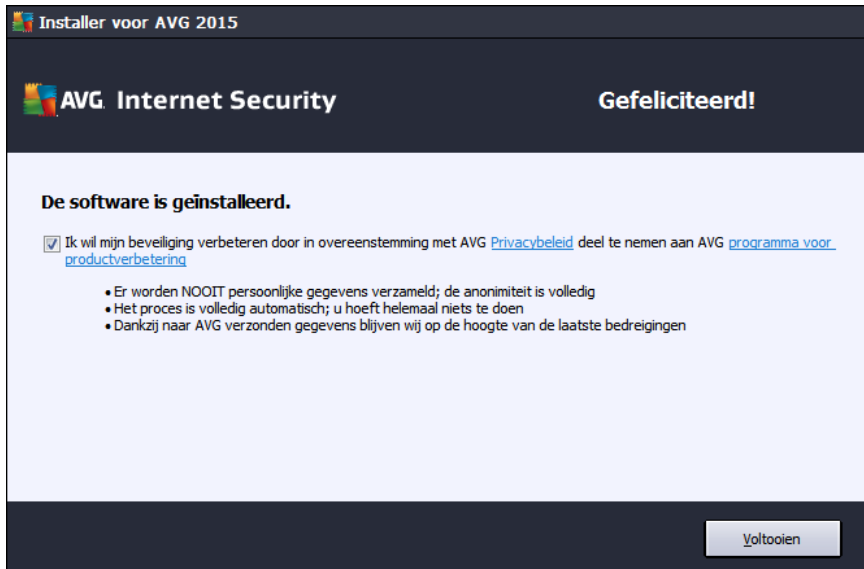 Installer voor AVG 2015
AVG. Internet Security
Gefeliciteerd!
De software is geïnstalleerd.
Ik wil mijn beveiliging verbeteren door in overeenstemming met AVG Privacybeleid deel te nemen aan AVG programma voor
productverbetering
• Er worden NOOIT persoonlijke gegevens verzameld; de anonimiteit is volledig
• Het proces is volledig automatisch; u hoeft helemaal niets te doen
• Dankzij naar AVG verzonden gegevens blijven wij op de hoogte van de laatste bedreigingen
Voltooien